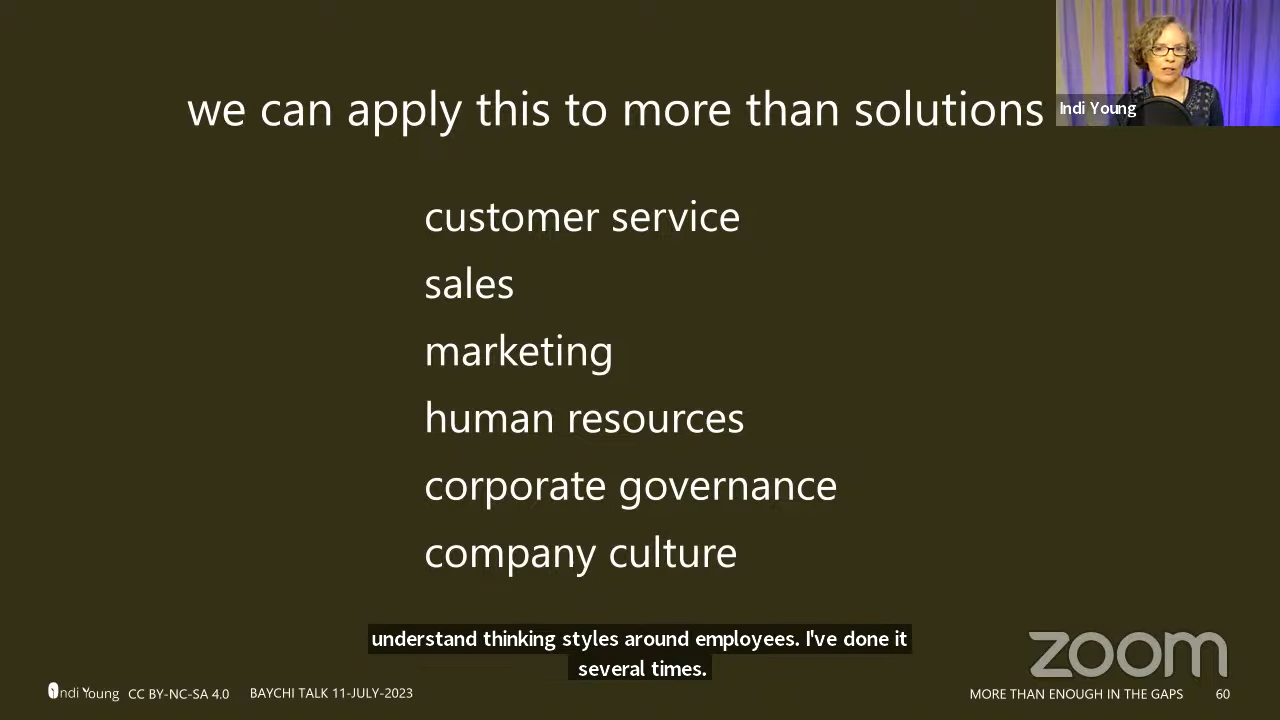 we can apply this to more than solutions
Indi Young
customer service
sales
marketing
human resources
corporate governance
company culture
understand thinking styles around employees. I've done it
several times.
zoom
Indi Young CC BY-NC-SA 4.0 BAYCHI TALK 11-JULY-2023 MORE THAN ENOUGH IN THE GAPS 60